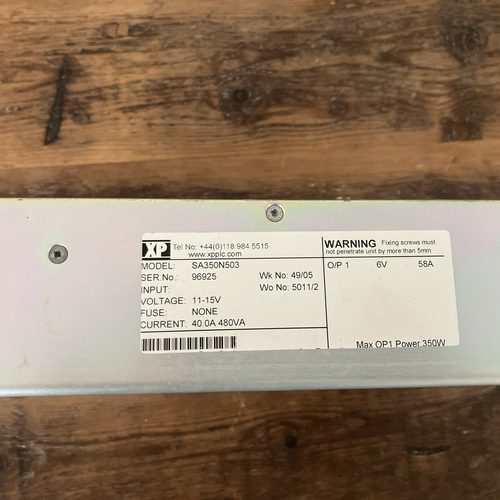 XP Tel No: +44(0)118 984 5515
www.xpplc.com
MODEL: SA350N503
SER.No.: 96925 Wk No: 49/05
INPUT: Wo No: 5011/2
VOLTAGE: 11-15V
FUSE: NONE
CURRENT: 40.0A 480VA
WARNING Fixing screws must
not penetrate unit by more than 5mm
O/P 1 6V 58A
Max OP1 Power 350W